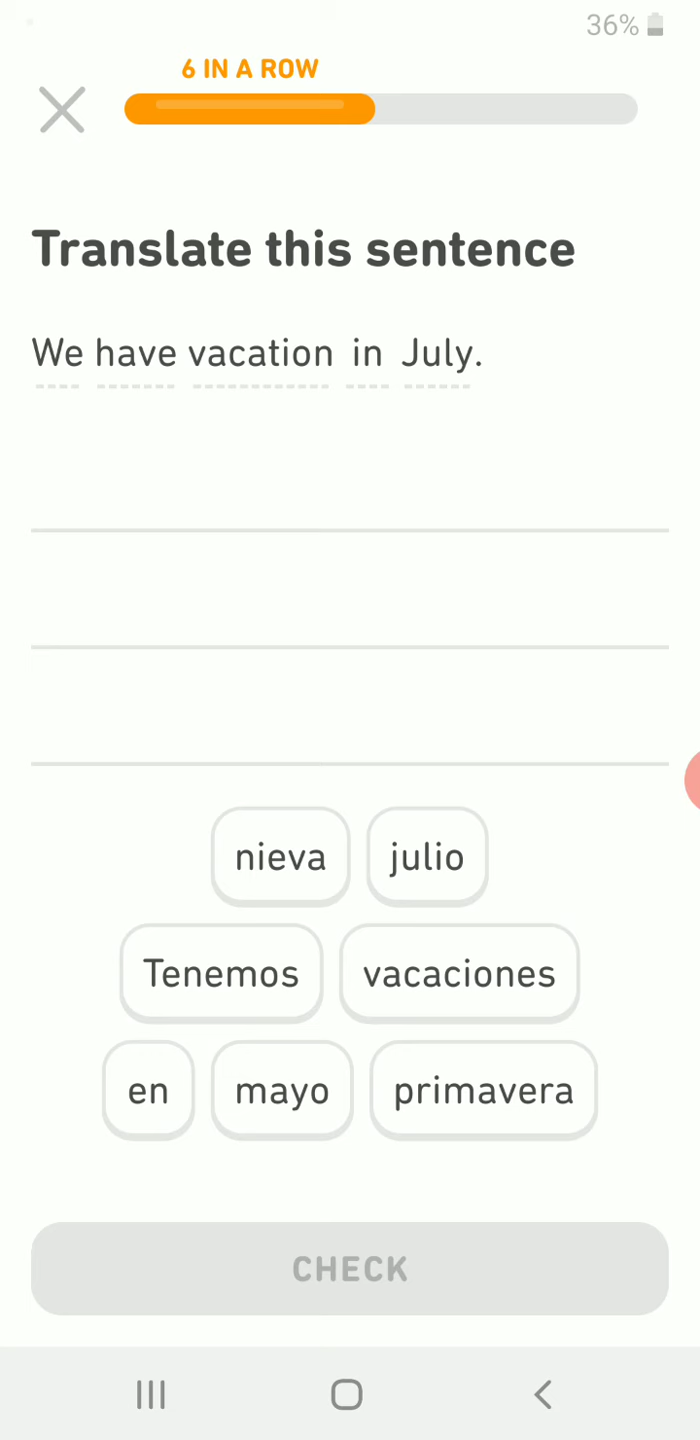 36%
6 IN A ROW
Translate this sentence
We have vacation in July.
nieva julio
Tenemos vacaciones
en mayo primavera
CHECK